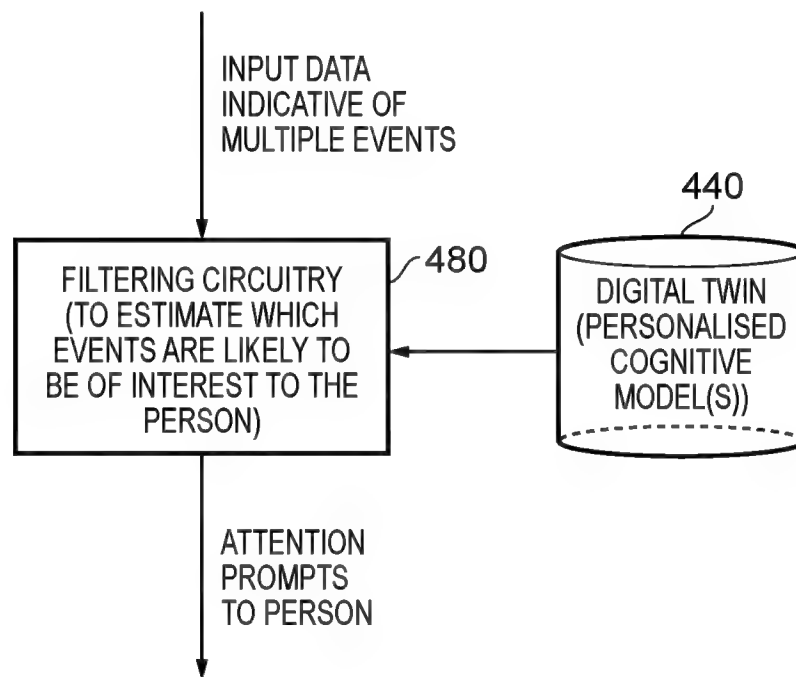 INPUT DATA
INDICATIVE OF
MULTIPLE EVENTS
440
480
FILTERING CIRCUITRY
(TO ESTIMATE WHICH
EVENTS ARE LIKELY TO
BE OF INTEREST TO THE
PERSON)
DIGITAL TWIN
(PERSONALISED
COGNITIVE
MODEL(S))
ATTENTION
PROMPTS
TO PERSON